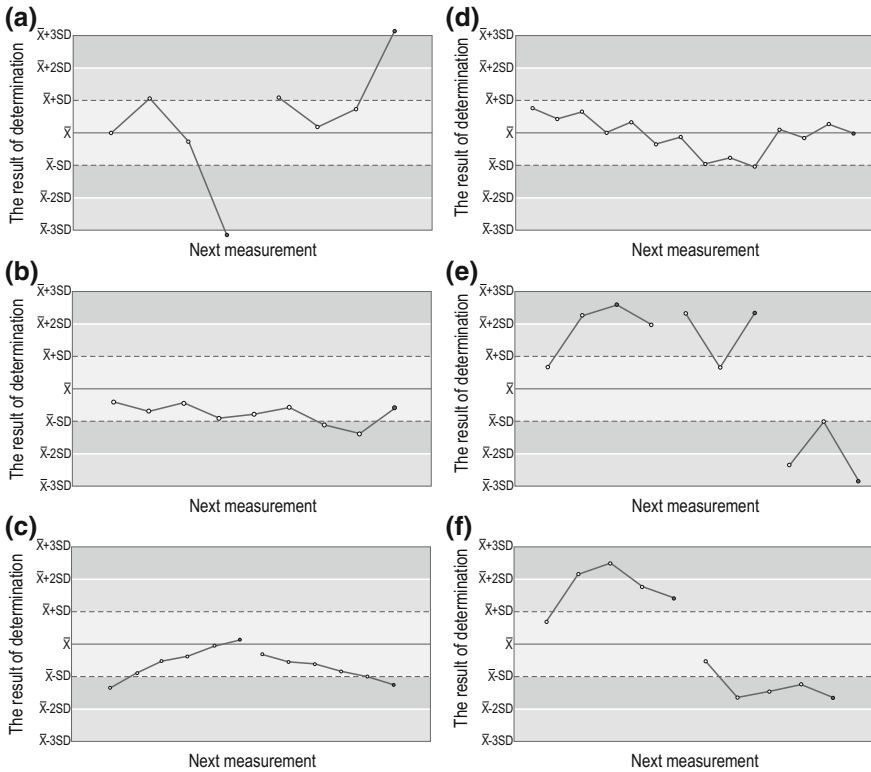 (a)
The result of determination
X̄+3SD
X̄+2SD
X̄+SD
X̄
X̄-SD
X̄-2SD
X̄-3SD
Next measurement
(b)
The result of determination
X̄+3SD
X̄+2SD
X̄+SD
X̄
X̄-SD
X̄-2SD
X̄-3SD
Next measurement
(c)
The result of determination
X̄+3SD
X̄+2SD
X̄+SD
X̄
X̄-SD
X̄-2SD
X̄-3SD
Next measurement
(d)
The result of determination
X̄+3SD
X̄+2SD
X̄+SD
X̄
X̄-SD
X̄-2SD
X̄-3SD
Next measurement
(e)
The result of determination
X̄+3SD
X̄+2SD
X̄+SD
X̄
X̄-SD
X̄-2SD
X̄-3SD
Next measurement
(f)
The result of determination
X̄+3SD
X̄+2SD
X̄+SD
X̄
X̄-SD
X̄-2SD
X̄-3SD
Next measurement